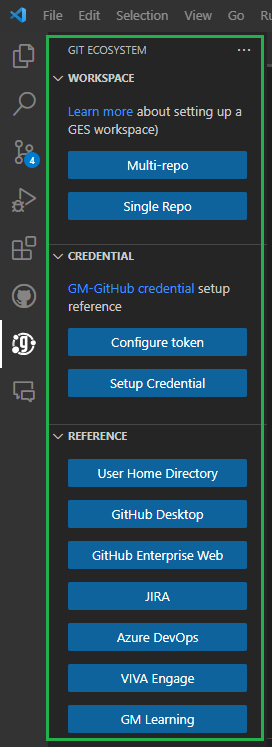 File Edit Selection View Go
GIT ECOSYSTEM ...
WORKSPACE
Learn more about setting up a
GES workspace)
Multi-repo
Single Repo
4
CREDENTIAL
GM-GitHub credential setup
reference
Configure token
Setup Credential
REFERENCE
User Home Directory
GitHub Desktop
GitHub Enterprise Web
JIRA
Azure DevOps
VIVA Engage
GM Learning